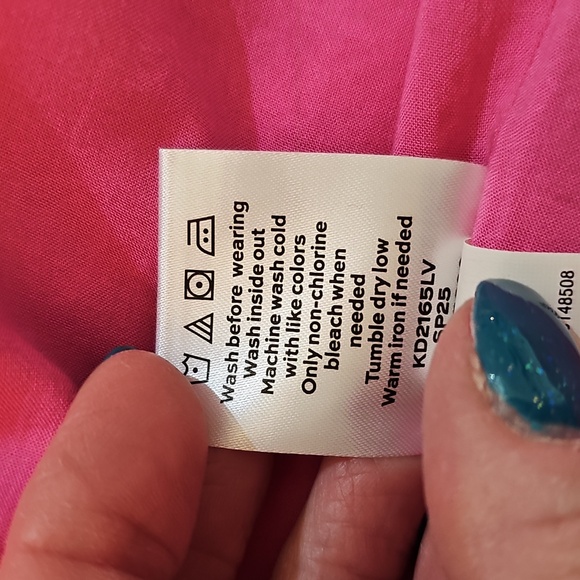 Wash before wearing
Wash inside out
Machine wash cold
with like colors
Only non-chlorine
bleach when
needed
Tumble dry low
Warm iron if needed
KD2165LV
SP25
148508